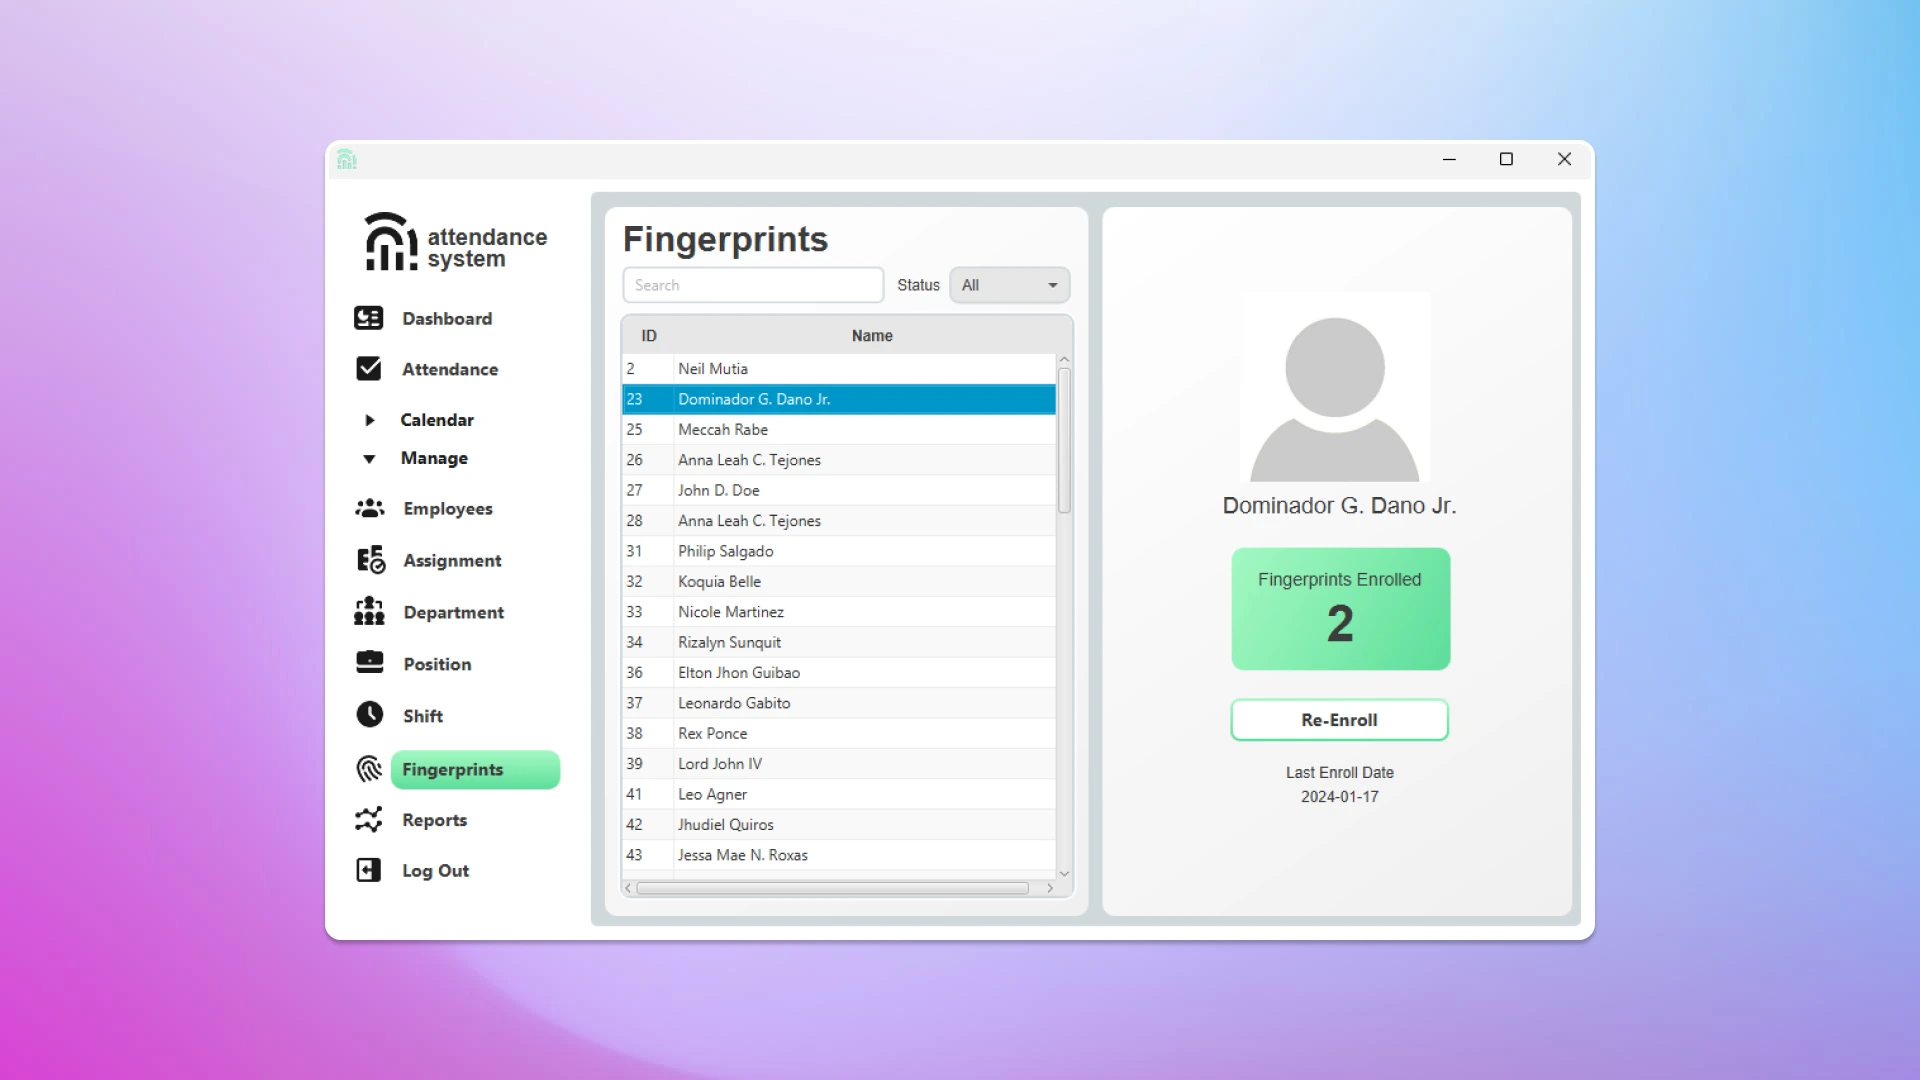 attendance
system
Dashboard
Attendance
Calendar
Manage
Employees
Assignment
Department
Position
Shift
Fingerprints
Reports
Log Out
Fingerprints
Search
Status
All
ID Name
2 Neil Mutia
23 Dominador G. Dano Jr.
25 Meccah Rabe
26 Anna Leah C. Tejones
27 John D. Doe
28 Anna Leah C. Tejones
31 Philip Salgado
32 Koquia Belle
33 Nicole Martinez
34 Rizalyn Sunquit
36 Elton Jhon Guibao
37 Leonardo Gabito
38 Rex Ponce
39 Lord John IV
41 Leo Agner
42 Jhudiel Quiros
43 Jessa Mae N. Roxas
Dominador G. Dano Jr.
Fingerprints Enrolled
2
Re-Enroll
Last Enroll Date
2024-01-17